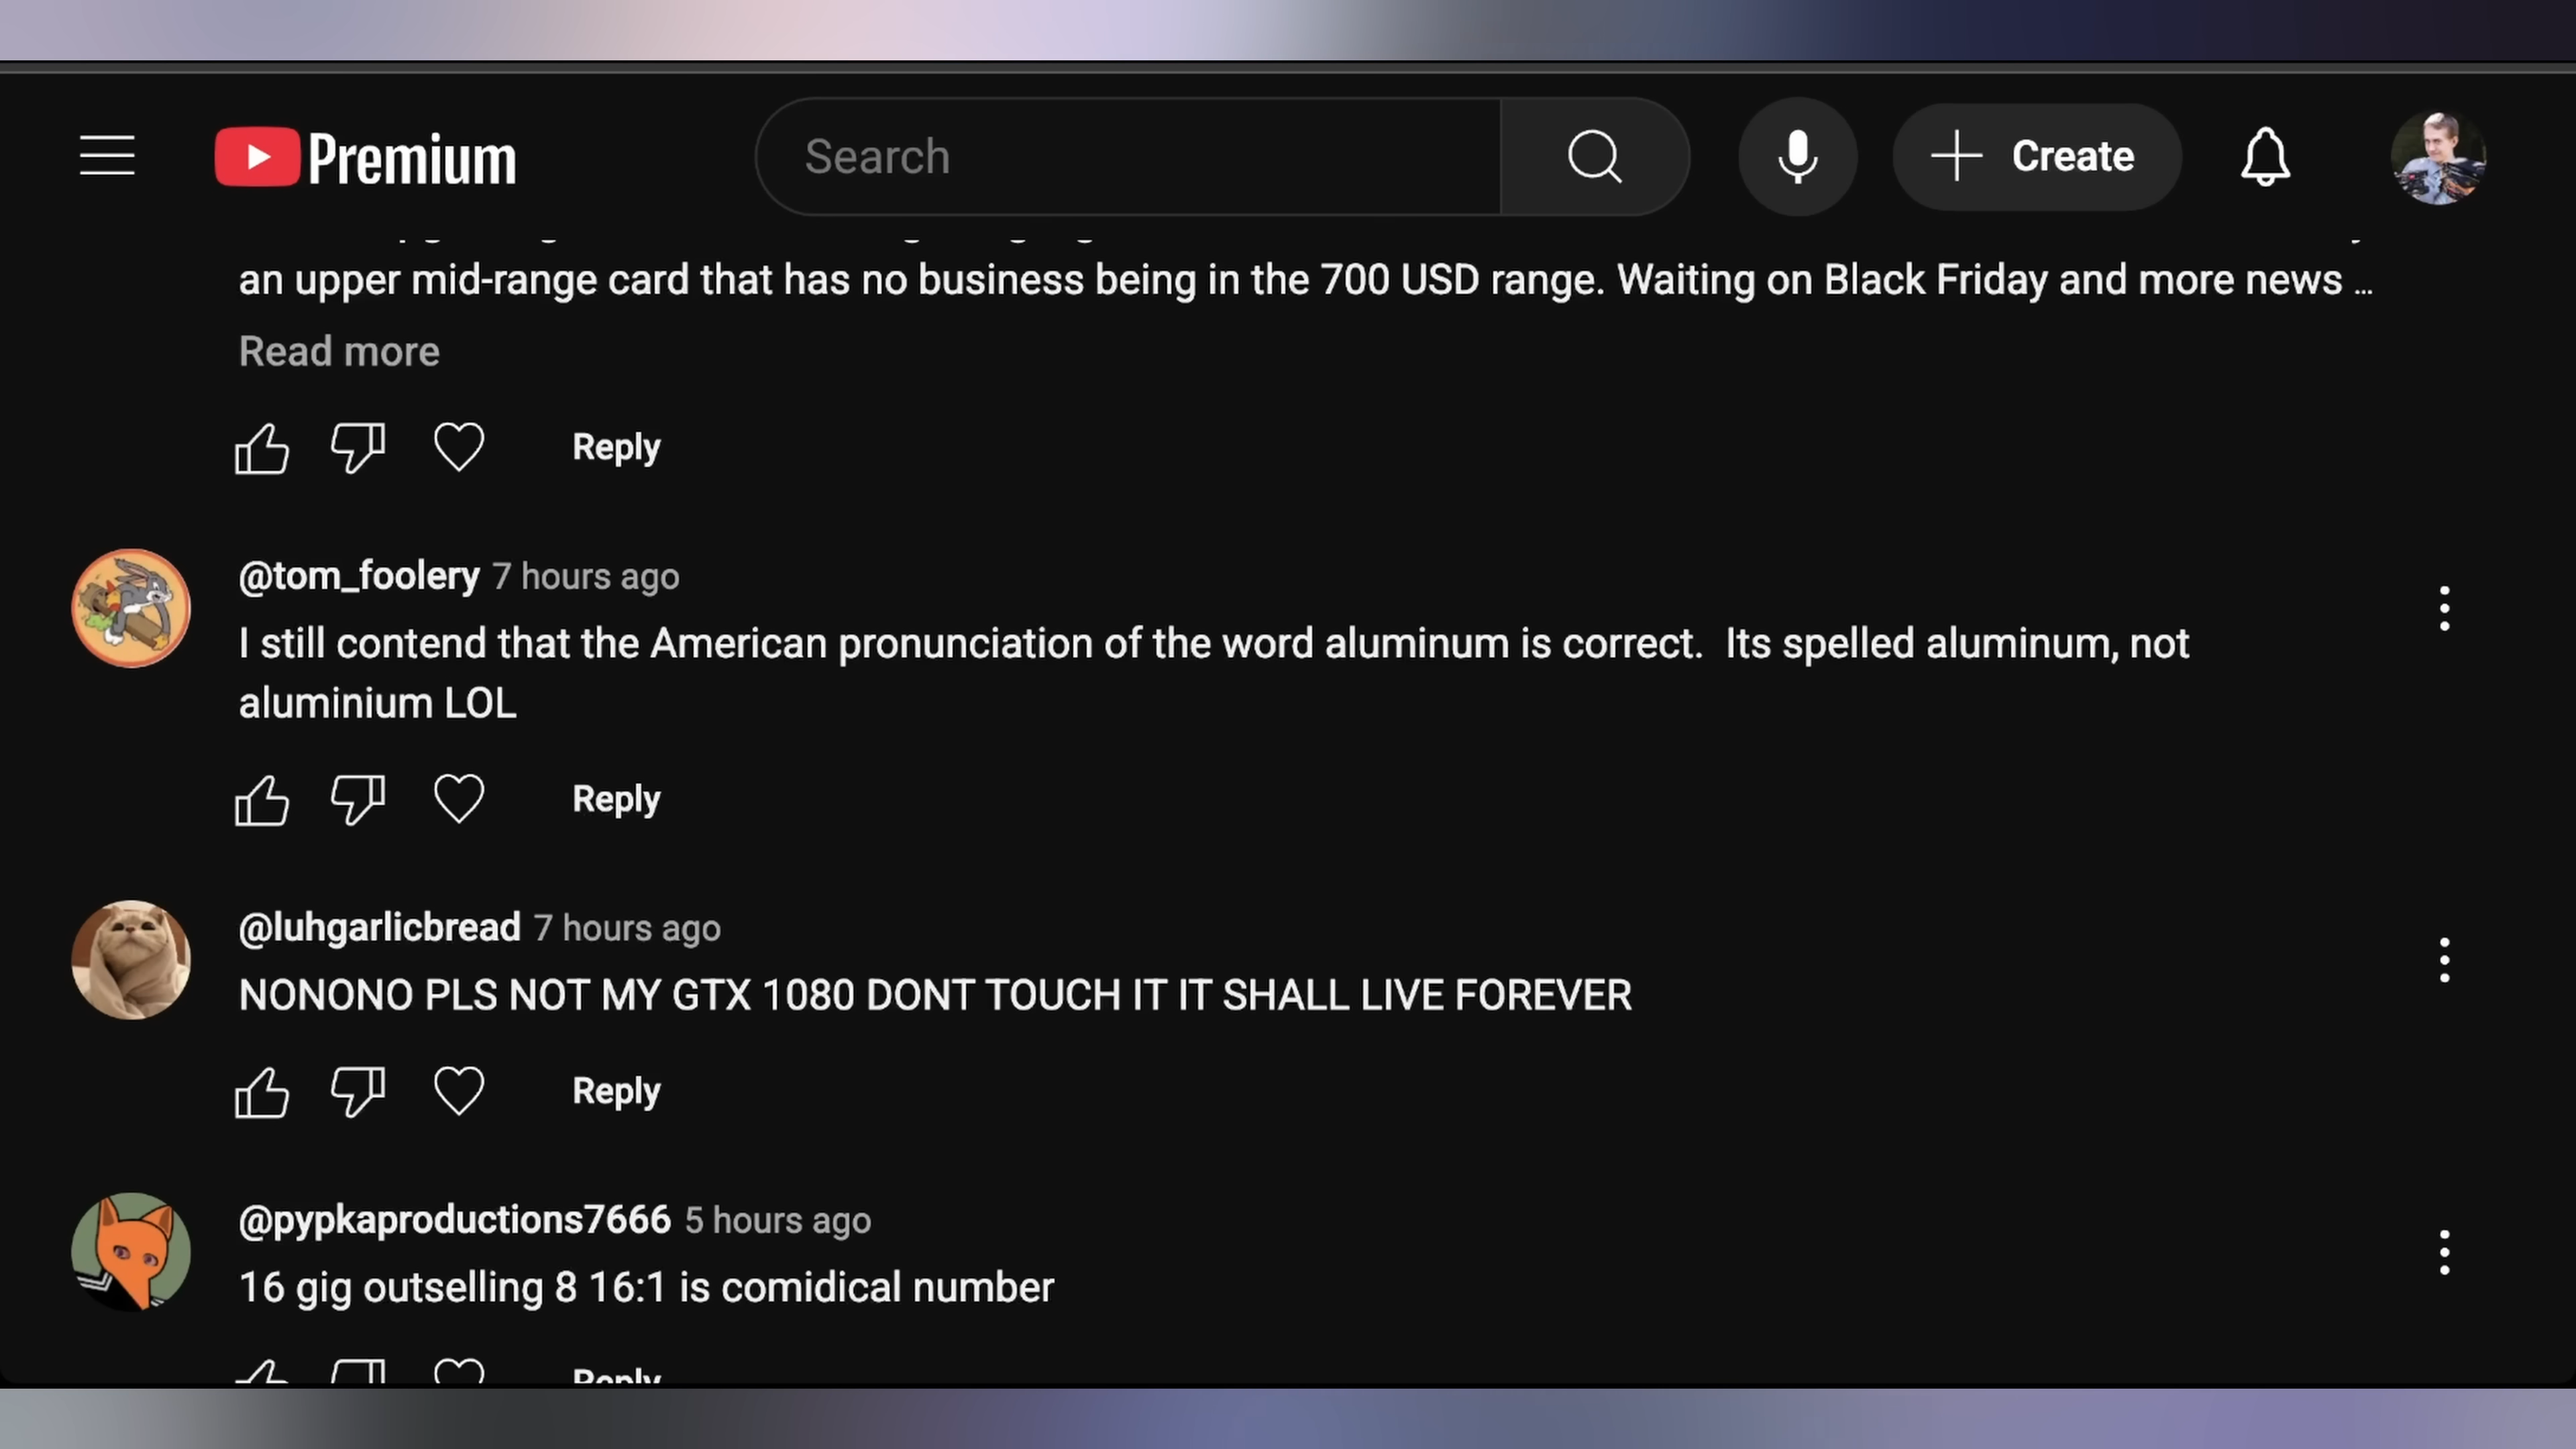 Premium
Search
Create
an upper mid-range card that has no business being in the 700 USD range. Waiting on Black Friday and more news ...
Read more
Reply
@tom_foolery 7 hours ago
I still contend that the American pronunciation of the word aluminum is correct.  Its spelled aluminum, not
aluminium LOL
Reply
@luhgarlicbread 7 hours ago
NONONO PLS NOT MY GTX 1080 DONT TOUCH IT IT SHALL LIVE FOREVER
Reply
@pypkaproductions7666 5 hours ago
16 gig outselling 8 16:1 is comidical number
Reply